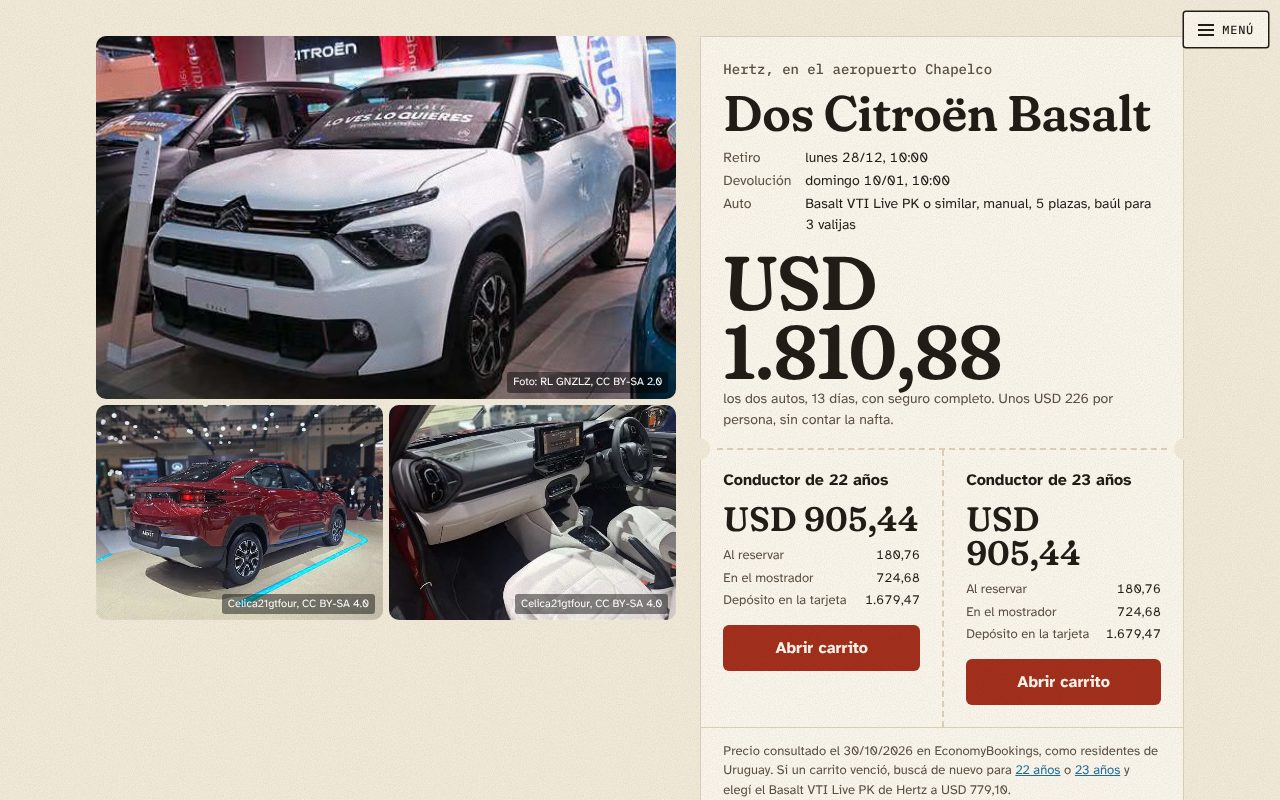 MENÚ
CITROËN
BASALT
LO VES LO QUIERES
Foto: RL GNZLZ, CC BY-SA 2.0
Celica21gtfour, CC BY-SA 4.0
Celica21gtfour, CC BY-SA 4.0
Hertz, en el aeropuerto Chapelco
Dos Citroën Basalt
Retiro lunes 28/12, 10:00
Devolución domingo 10/01, 10:00
Auto Basalt VTI Live PK o similar, manual, 5 plazas, baúl para
3 valijas
USD
1.810,88
los dos autos, 13 días, con seguro completo. Unos USD 226 por
persona, sin contar la nafta.
Conductor de 22 años
USD 905,44
Al reservar 180,76
En el mostrador 724,68
Depósito en la tarjeta 1.679,47
Abrir carrito
Conductor de 23 años
USD
905,44
Al reservar 180,76
En el mostrador 724,68
Depósito en la tarjeta 1.679,47
Abrir carrito
Precio consultado el 30/10/2026 en EconomyBookings, como residentes de
Uruguay. Si un carrito venció, buscá de nuevo para 22 años o 23 años y
elegí el Basalt VTI Live PK de Hertz a USD 779,10.